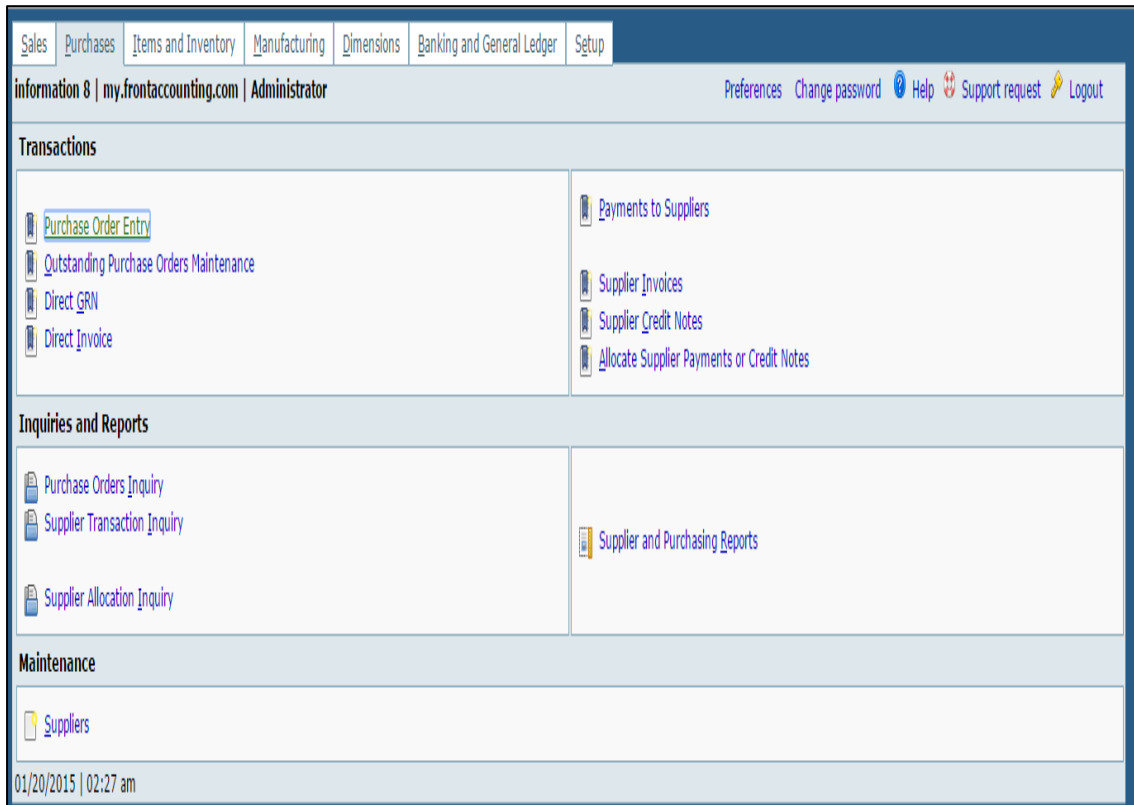 Sales Purchases Items and Inventory Manufacturing Dimensions Banking and General Ledger Setup
information 8 | my.frontaccounting.com | Administrator Preferences Change password Help Support request Logout
Transactions
Purchase Order Entry
Outstanding Purchase Orders Maintenance
Direct GRN
Direct Invoice
Payments to Suppliers
Supplier Invoices
Supplier Credit Notes
Allocate Supplier Payments or Credit Notes
Inquiries and Reports
Purchase Orders Inquiry
Supplier Transaction Inquiry
Supplier Allocation Inquiry
Supplier and Purchasing Reports
Maintenance
Suppliers
01/20/2015 | 02:27 am